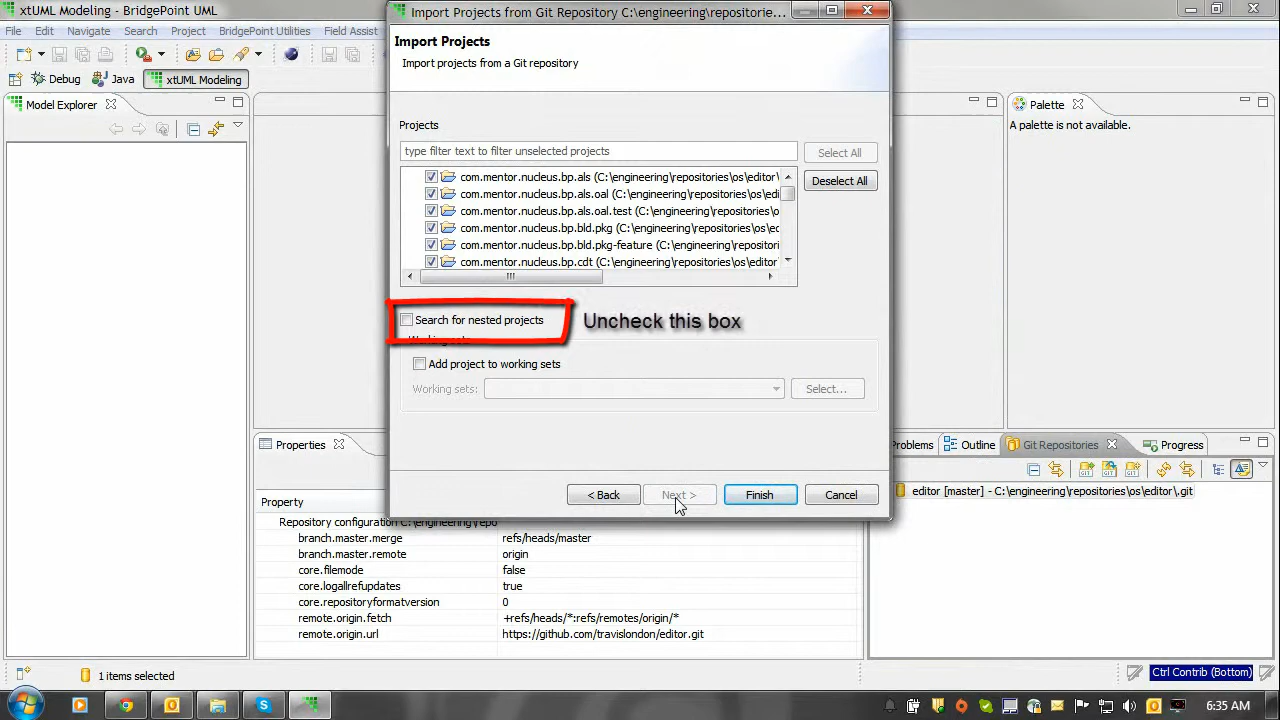 xtUML Modeling - BridgePoint UML
Import Projects from Git Repository C:\engineering\repositorie...
File Edit Navigate Search Project BridgePoint Utilities Field Assist
Import Projects
Import projects from a Git repository
Debug Java xtUML Modeling
Model Explorer
Palette
A palette is not available.
Projects
type filter text to filter unselected projects
Select All
com.mentor.nucleus.bp.als (C:\engineering\repositories\os\editor\
Deselect All
com.mentor.nucleus.bp.als.oal (C:\engineering\repositories\os\edi
com.mentor.nucleus.bp.als.oal.test (C:\engineering\repositories\o
com.mentor.nucleus.bp.bld.pkg (C:\engineering\repositories\os\ec
com.mentor.nucleus.bp.bld.pkg-feature (C:\engineering\repositori
com.mentor.nucleus.bp.cdt (C:\engineering\repositories\os\editor\
Search for nested projects
Uncheck this box
Working sets
Add project to working sets
Working sets:
Select...
Properties
roblems Outline Git Repositories Progress
< Back Next > Finish Cancel
editor [master] - C:\engineering\repositories\os\editor\.git
Property
Repository configuration C:\engineering\repo
branch.master.merge refs/heads/master
branch.master.remote origin
core.filemode false
core.logallrefupdates true
core.repositoryformatversion 0
remote.origin.fetch +refs/heads/*:refs/remotes/origin/*
remote.origin.url https://github.com/travislondon/editor.git
1 items selected
Ctrl Contrib (Bottom)
6:35 AM